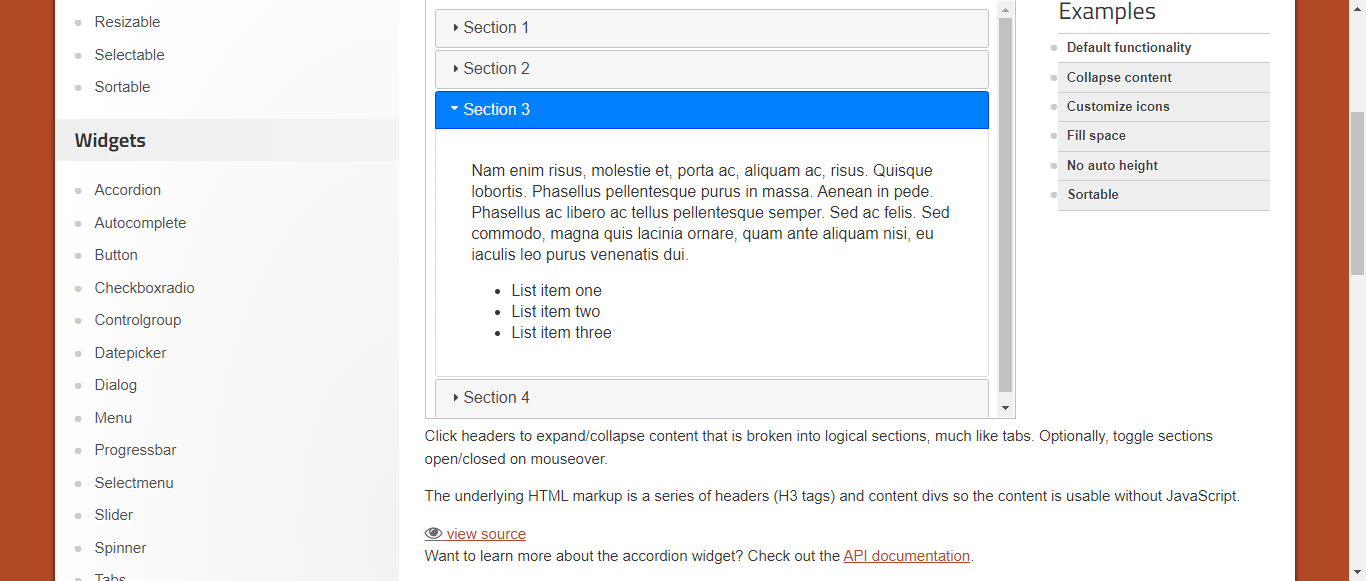 Resizable
Selectable
Sortable
Widgets
Accordion
Autocomplete
Button
Checkboxradio
Controlgroup
Datepicker
Dialog
Menu
Progressbar
Selectmenu
Slider
Spinner
Tabs
Section 1
Section 2
Section 3
Nam enim risus, molestie et, porta ac, aliquam ac, risus. Quisque
lobortis. Phasellus pellentesque purus in massa. Aenean in pede.
Phasellus ac libero ac tellus pellentesque semper. Sed ac felis. Sed
commodo, magna quis lacinia ornare, quam ante aliquam nisi, eu
iaculis leo purus venenatis dui.
List item one
List item two
List item three
Section 4
Click headers to expand/collapse content that is broken into logical sections, much like tabs. Optionally, toggle sections
open/closed on mouseover.
The underlying HTML markup is a series of headers (H3 tags) and content divs so the content is usable without JavaScript.
view source
Want to learn more about the accordion widget? Check out the API documentation.
Examples
Default functionality
Collapse content
Customize icons
Fill space
No auto height
Sortable